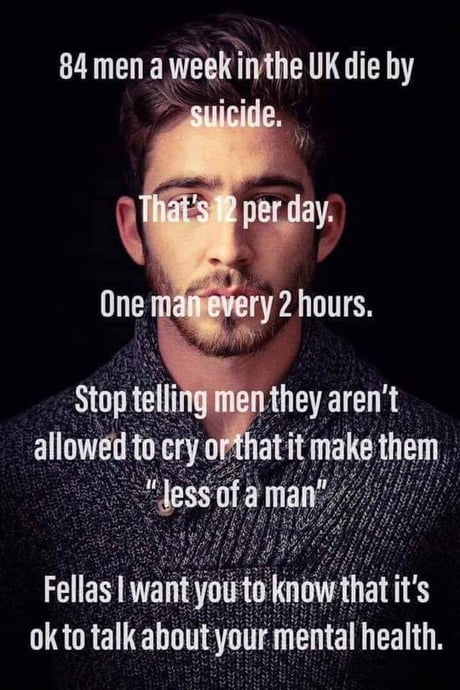 84 men a week in the UK die by
suicide.
That's 12 per day.
One man every 2 hours.
Stop telling men they aren't
allowed to cry or that it make them
" less of a man"
Fellas I want you to know that it's
ok to talk about your mental health.